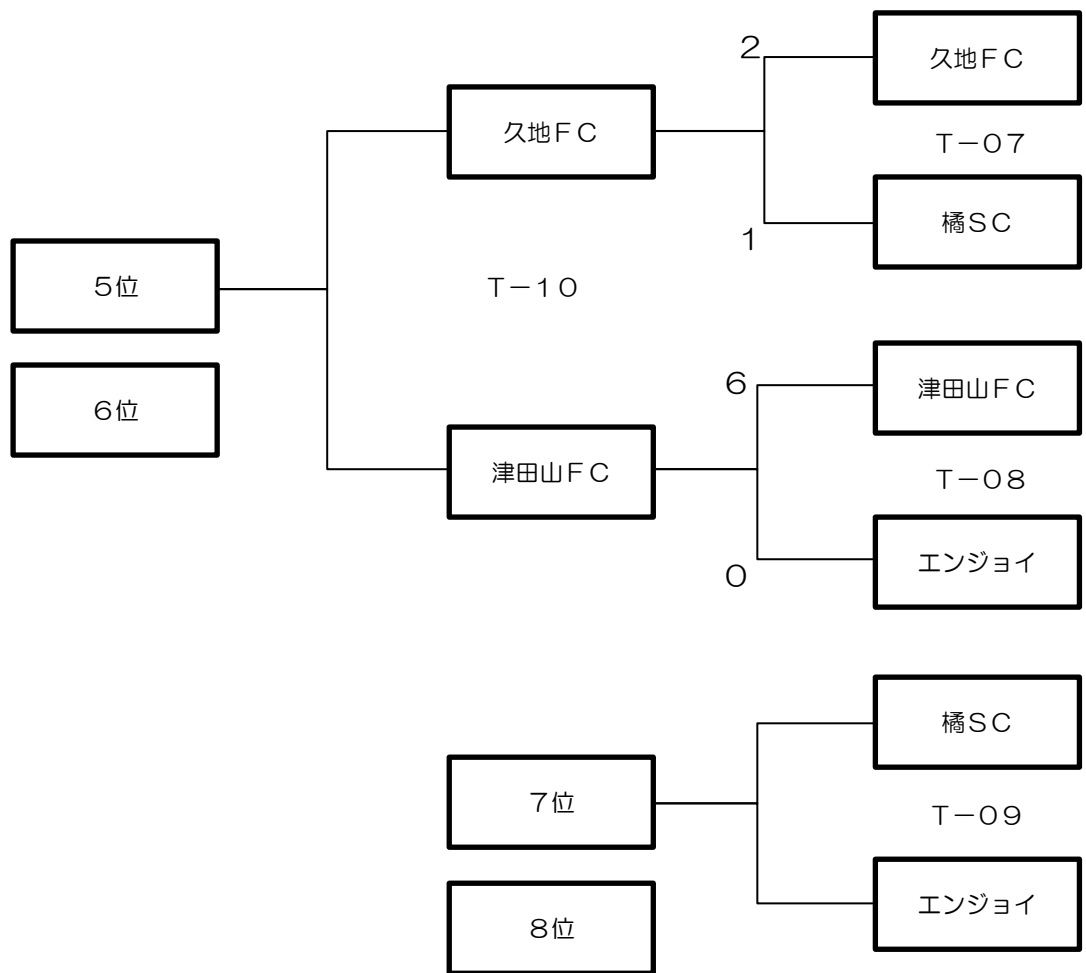 2
久地ＦＣ
久地ＦＣ
Ｔ－０７
橘ＳＣ
1
５位
Ｔ－１０
６位
津田山ＦＣ
6
津田山ＦＣ
Ｔ－０８
エンジョイ
0
橘ＳＣ
７位
Ｔ－０９
エンジョイ
８位